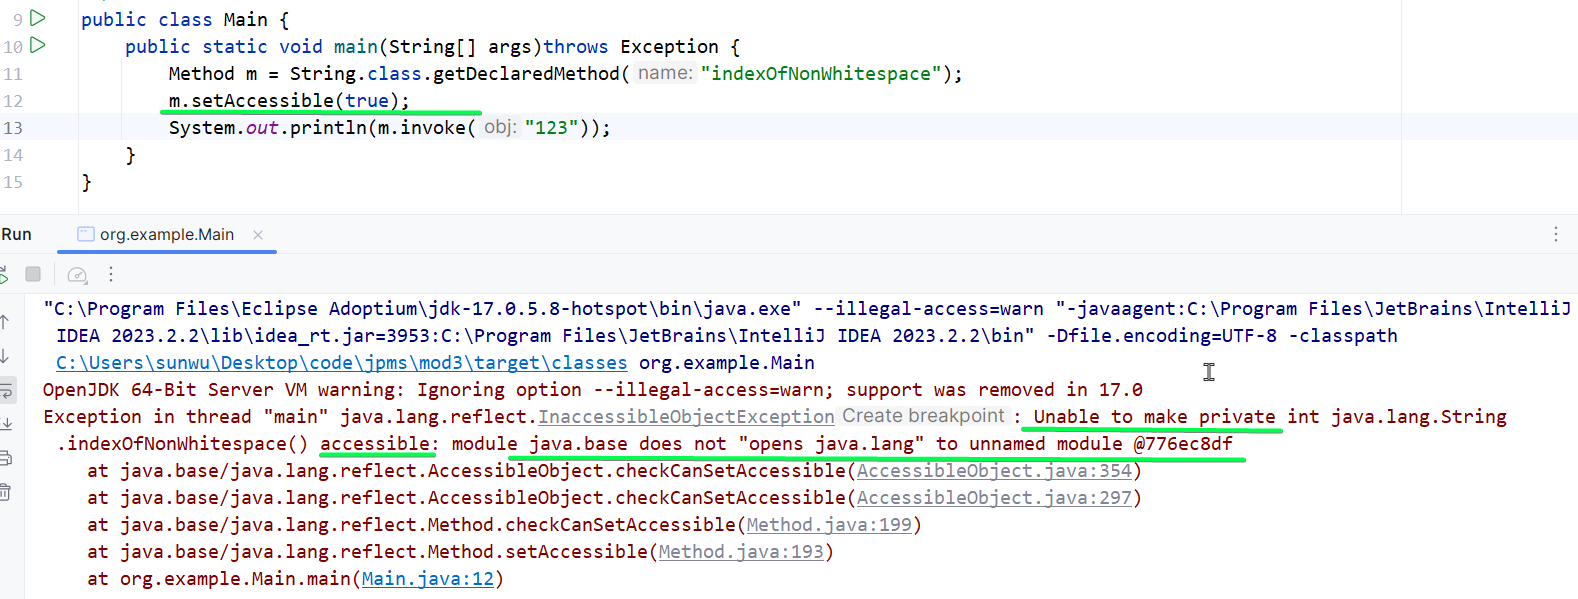 9 public class Main {
10 public static void main(String[] args)throws Exception {
11 Method m = String.class.getDeclaredMethod( name: "indexOfNonWhitespace");
12 m.setAccessible(true);
13 System.out.println(m.invoke( obj: "123"));
14 }
15 }
Run org.example.Main
"C:\Program Files\Eclipse Adoptium\jdk-17.0.5.8-hotspot\bin\java.exe" --illegal-access=warn "-javaagent:C:\Program Files\JetBrains\IntelliJ
IDEA 2023.2.2\lib\idea_rt.jar=3953:C:\Program Files\JetBrains\IntelliJ IDEA 2023.2.2\bin" -Dfile.encoding=UTF-8 -classpath
C:\Users\sunwu\Desktop\code\jpms\mod3\target\classes org.example.Main
OpenJDK 64-Bit Server VM warning: Ignoring option --illegal-access=warn; support was removed in 17.0
Exception in thread "main" java.lang.reflect.InaccessibleObjectException Create breakpoint : Unable to make private int java.lang.String
.indexOfNonWhitespace() accessible: module java.base does not "opens java.lang" to unnamed module @776ec8df
at java.base/java.lang.reflect.AccessibleObject.checkCanSetAccessible(AccessibleObject.java:354)
at java.base/java.lang.reflect.AccessibleObject.checkCanSetAccessible(AccessibleObject.java:297)
at java.base/java.lang.reflect.Method.checkCanSetAccessible(Method.java:199)
at java.base/java.lang.reflect.Method.setAccessible(Method.java:193)
at org.example.Main.main(Main.java:12)